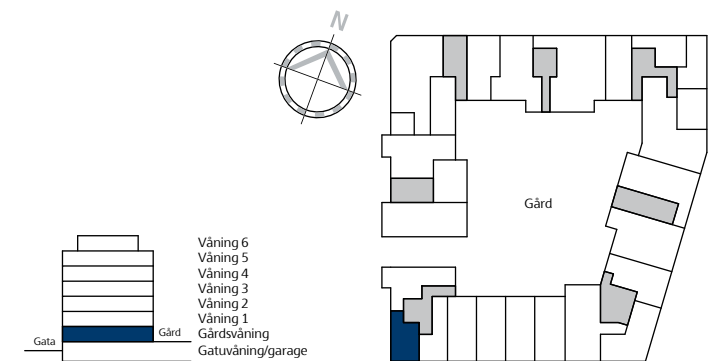 N
Gård
Våning 6
Våning 5
Våning 4
Våning 3
Våning 2
Våning 1
Gata
Gård
Gårdsvåning
Gatuvåning/garage